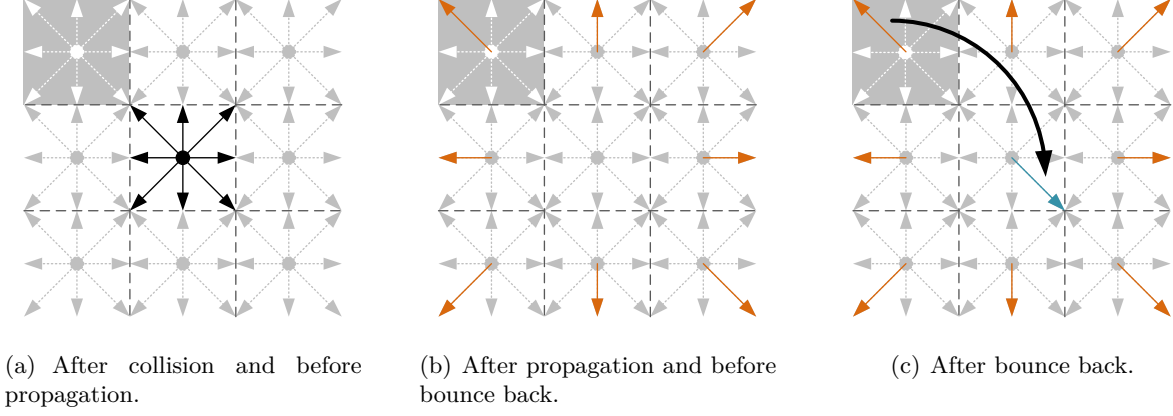 (a) After collision and before
propagation.
(b) After propagation and before
bounce back.
(c) After bounce back.